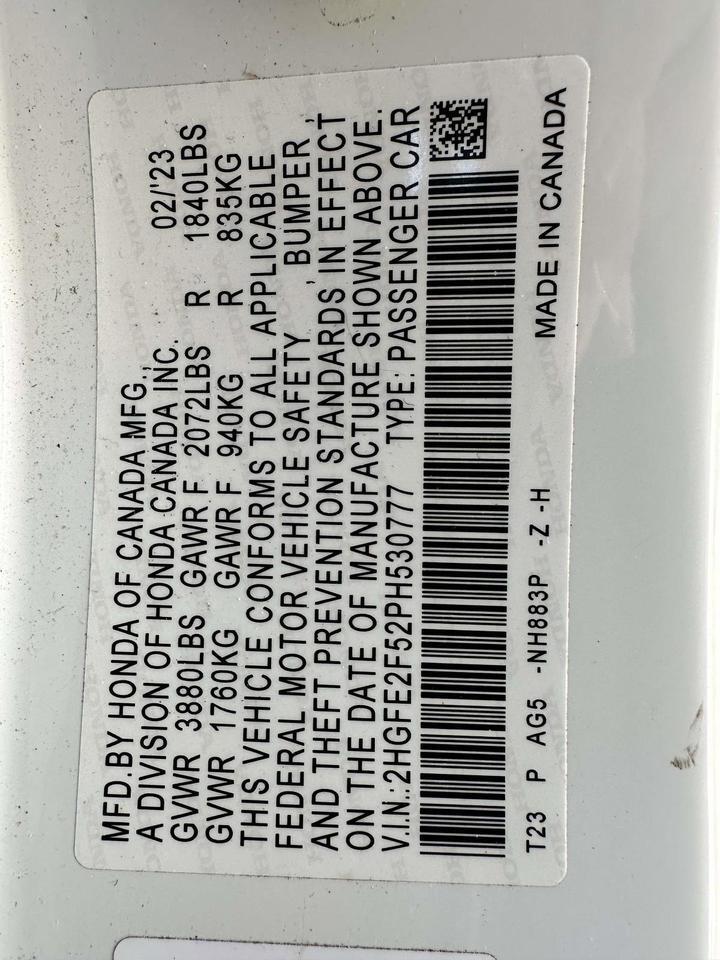 MFD.BY HONDA OF CANADA MFG.,
A DIVISION OF HONDA CANADA INC. 02/'23
GVWR 3880LBS GAWR F 2072LBS R 1840LBS
GVWR 1760KG GAWR F 940KG R 835KG
THIS VEHICLE CONFORMS TO ALL APPLICABLE
FEDERAL MOTOR VEHICLE SAFETY , BUMPER ,
AND THEFT PREVENTION STANDARDS IN EFFECT
ON THE DATE OF MANUFACTURE SHOWN ABOVE.
V.I.N.:2HGFE2F52PH530777 TYPE: PASSENGER CAR
T23 P AG5 -NH883P -Z -H MADE IN CANADA